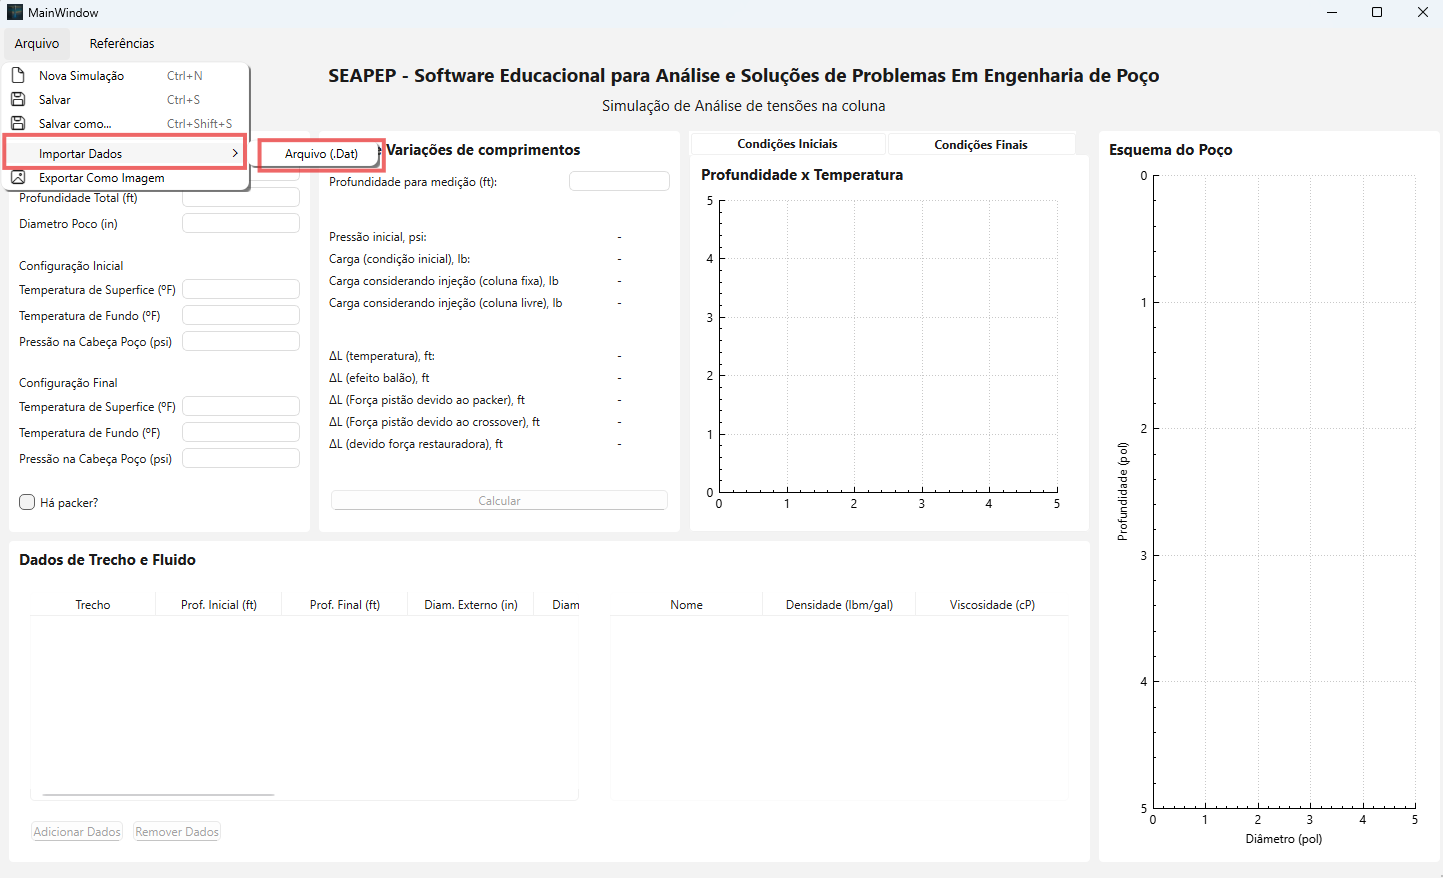 MainWindow
Arquivo
Referências
Nova Simulação Ctrl+N
Salvar Ctrl+S
Salvar como... Ctrl+Shift+S
Importar Dados
Arquivo (.Dat)
Exportar Como Imagem
SEAPEP - Software Educacional para Análise e Soluções de Problemas Em Engenharia de Poço
Simulação de Análise de tensões na coluna
Profundidade Total (ft)
Diametro Poco (in)
Configuração Inicial
Temperatura de Superfice (ºF)
Temperatura de Fundo (ºF)
Pressão na Cabeça Poço (psi)
Configuração Final
Temperatura de Superfice (ºF)
Temperatura de Fundo (ºF)
Pressão na Cabeça Poço (psi)
Há packer?
e Variações de comprimentos
Profundidade para medição (ft):
Pressão inicial, psi: -
Carga (condição inicial), lb: -
Carga considerando injeção (coluna fixa), lb -
Carga considerando injeção (coluna livre), lb -
ΔL (temperatura), ft: -
ΔL (efeito balão), ft -
ΔL (Força pistão devido ao packer), ft -
ΔL (Força pistão devido ao crossover), ft -
ΔL (devido força restauradora), ft -
Calcular
Condições Iniciais
Condições Finais
Profundidade x Temperatura
5
4
3
2
1
0
0 1 2 3 4 5
Esquema do Poço
0
1
2
3
4
5
Profundidade (pol)
0 1 2 3 4 5
Diâmetro (pol)
Dados de Trecho e Fluido
Trecho Prof. Inicial (ft) Prof. Final (ft) Diam. Externo (in) Diam
Nome Densidade (lbm/gal) Viscosidade (cP)
Adicionar Dados
Remover Dados